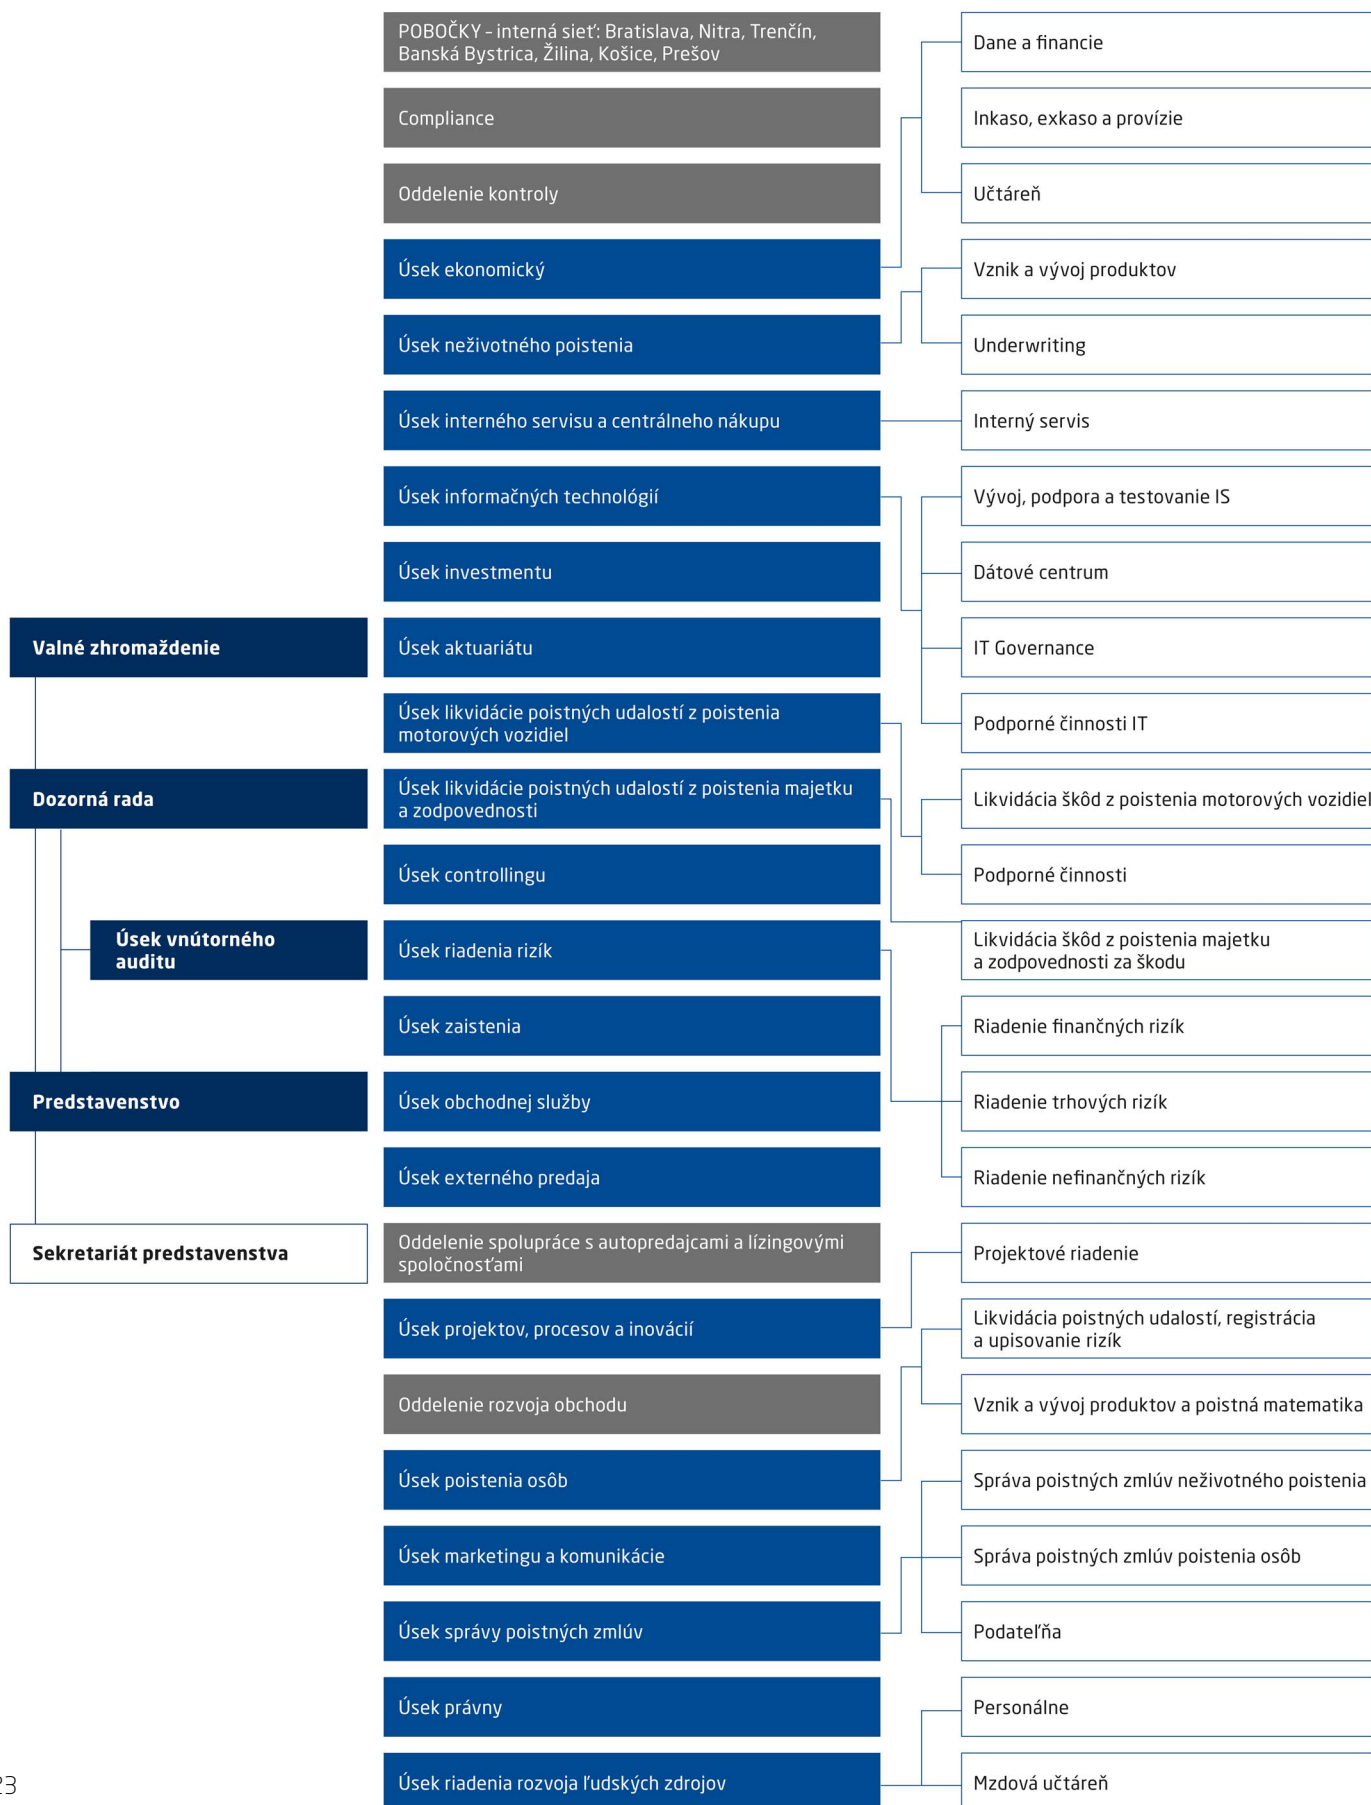 POBOČKY – interná sieť: Bratislava, Nitra, Trenčín,
Banská Bystrica, Žilina, Košice, Prešov
Compliance
Oddelenie kontroly
Úsek ekonomický
Úsek neživotného poistenia
Úsek interného servisu a centrálneho nákupu
Úsek informačných technológií
Úsek investmentu
Úsek aktuariátu
Úsek likvidácie poistných udalostí z poistenia
motorových vozidiel
Úsek likvidácie poistných udalostí z poistenia majetku
a zodpovednosti
Úsek controllingu
Úsek riadenia rizík
Úsek zaistenia
Úsek obchodnej služby
Úsek externého predaja
Oddelenie spolupráce s autopredajcami a lízingovými
spoločnosťami
Úsek projektov, procesov a inovácií
Oddelenie rozvoja obchodu
Úsek poistenia osôb
Úsek marketingu a komunikácie
Úsek správy poistných zmlúv
Úsek právny
Úsek riadenia rozvoja ľudských zdrojov
Valné zhromaždenie
Dozorná rada
Úsek vnútorného
auditu
Predstavenstvo
Sekretariát predstavenstva
Dane a financie
Inkaso, exkaso a provízie
Učtáreň
Vznik a vývoj produktov
Underwriting
Interný servis
Vývoj, podpora a testovanie IS
Dátové centrum
IT Governance
Podporné činnosti IT
Likvidácia škôd z poistenia motorových vozidiel
Podporné činnosti
Likvidácia škôd z poistenia majetku
a zodpovednosti za škodu
Riadenie finančných rizík
Riadenie trhových rizík
Riadenie nefinančných rizík
Projektové riadenie
Likvidácia poistných udalostí, registrácia
a upisovanie rizík
Vznik a vývoj produktov a poistná matematika
Správa poistných zmlúv neživotného poistenia
Správa poistných zmlúv poistenia osôb
Podateľňa
Personálne
Mzdová učtáreň
23